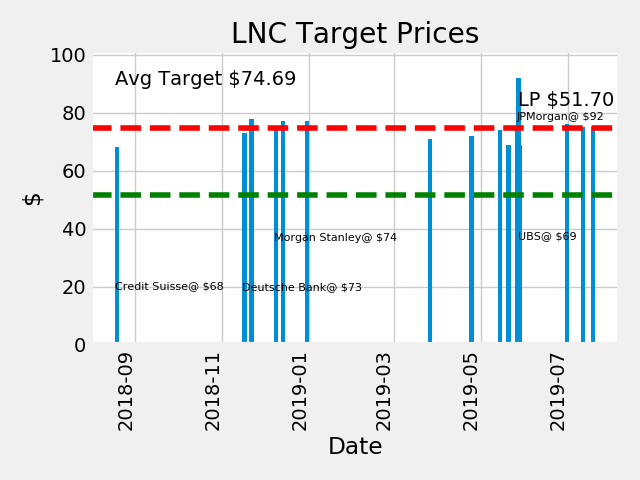 LNC Target Prices
100
80
60
40
20
0
$
Avg Target $74.69
LP $51.70
JPMorgan@ $92
Morgan Stanley@ $74
UBS@ $69
Credit Suisse@ $68
Deutsche Bank@ $73
2018-09
2018-11
2019-01
2019-03
2019-05
2019-07
Date